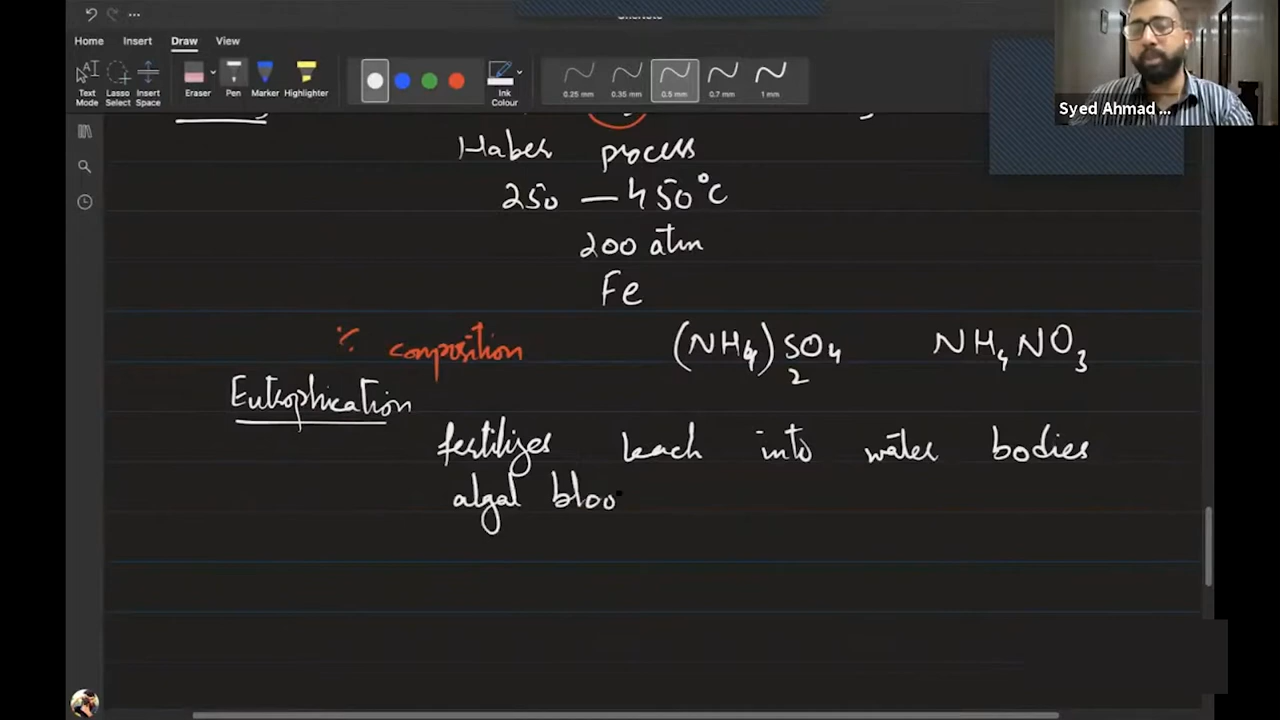 Home Insert Draw View
Syed Ahmad ...
Text Mode Lasso Select Insert Space Eraser Pen Marker Highlighter Ink Colour 0.25 mm 0.35 mm 0.5 mm 0.7 mm 1 mm
Haber process
250 — 450°C
200 atm
Fe
% composition (NH4)2SO4 NH4NO3
Eutrophication
fertilizers leach into water bodies
algal bloo